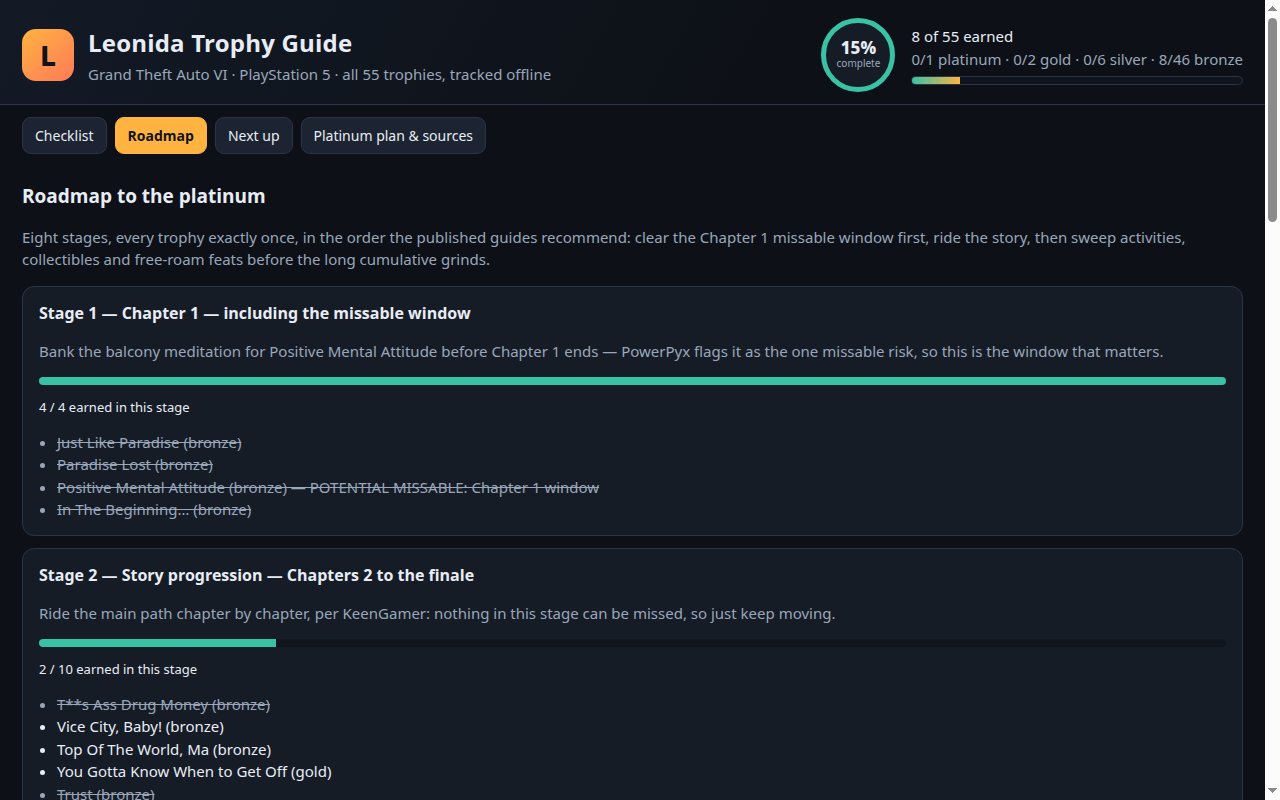 L
Leonida Trophy Guide
Grand Theft Auto VI · PlayStation 5 · all 55 trophies, tracked offline
15%
complete
8 of 55 earned
0/1 platinum · 0/2 gold · 0/6 silver · 8/46 bronze
Checklist
Roadmap
Next up
Platinum plan & sources
Roadmap to the platinum
Eight stages, every trophy exactly once, in the order the published guides recommend: clear the Chapter 1 missable window first, ride the story, then sweep activities,
collectibles and free-roam feats before the long cumulative grinds.
Stage 1 — Chapter 1 — including the missable window
Bank the balcony meditation for Positive Mental Attitude before Chapter 1 ends — PowerPyx flags it as the one missable risk, so this is the window that matters.
4 / 4 earned in this stage
Just Like Paradise (bronze)
Paradise Lost (bronze)
Positive Mental Attitude (bronze) — POTENTIAL MISSABLE: Chapter 1 window
In The Beginning... (bronze)
Stage 2 — Story progression — Chapters 2 to the finale
Ride the main path chapter by chapter, per KeenGamer: nothing in this stage can be missed, so just keep moving.
2 / 10 earned in this stage
T**s Ass Drug Money (bronze)
Vice City, Baby! (bronze)
Top Of The World, Ma (bronze)
You Gotta Know When to Get Off (gold)
Trust (bronze)